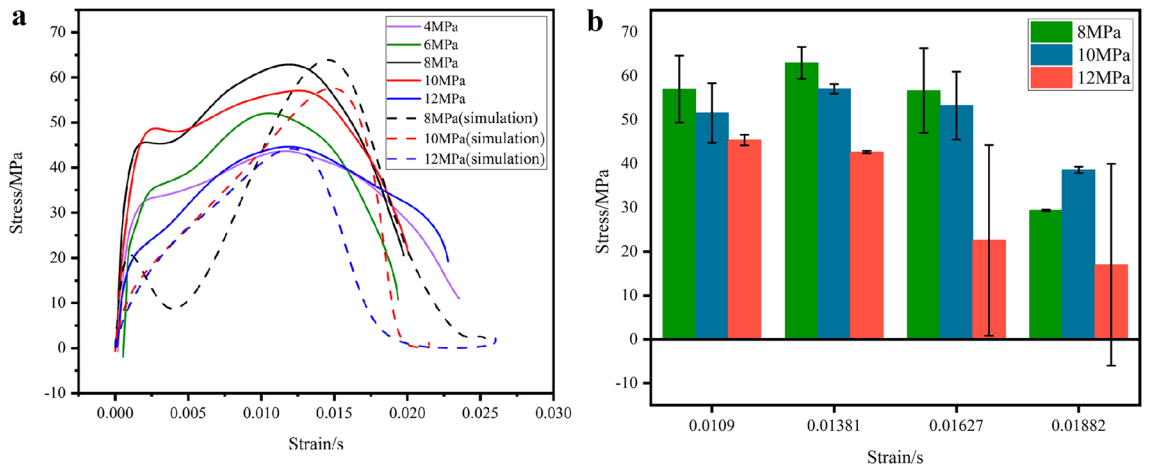 a
70
60
50
40
30
20
10
0
-10
Stress/MPa
0.000 0.005 0.010 0.015 0.020 0.025 0.030
Strain/s
4MPa
6MPa
8MPa
10MPa
12MPa
8MPa(simulation)
10MPa(simulation)
12MPa(simulation)
b
70
60
50
40
30
20
10
0
-10
Stress/MPa
0.0109 0.01381 0.01627 0.01882
Strain/s
8MPa
10MPa
12MPa